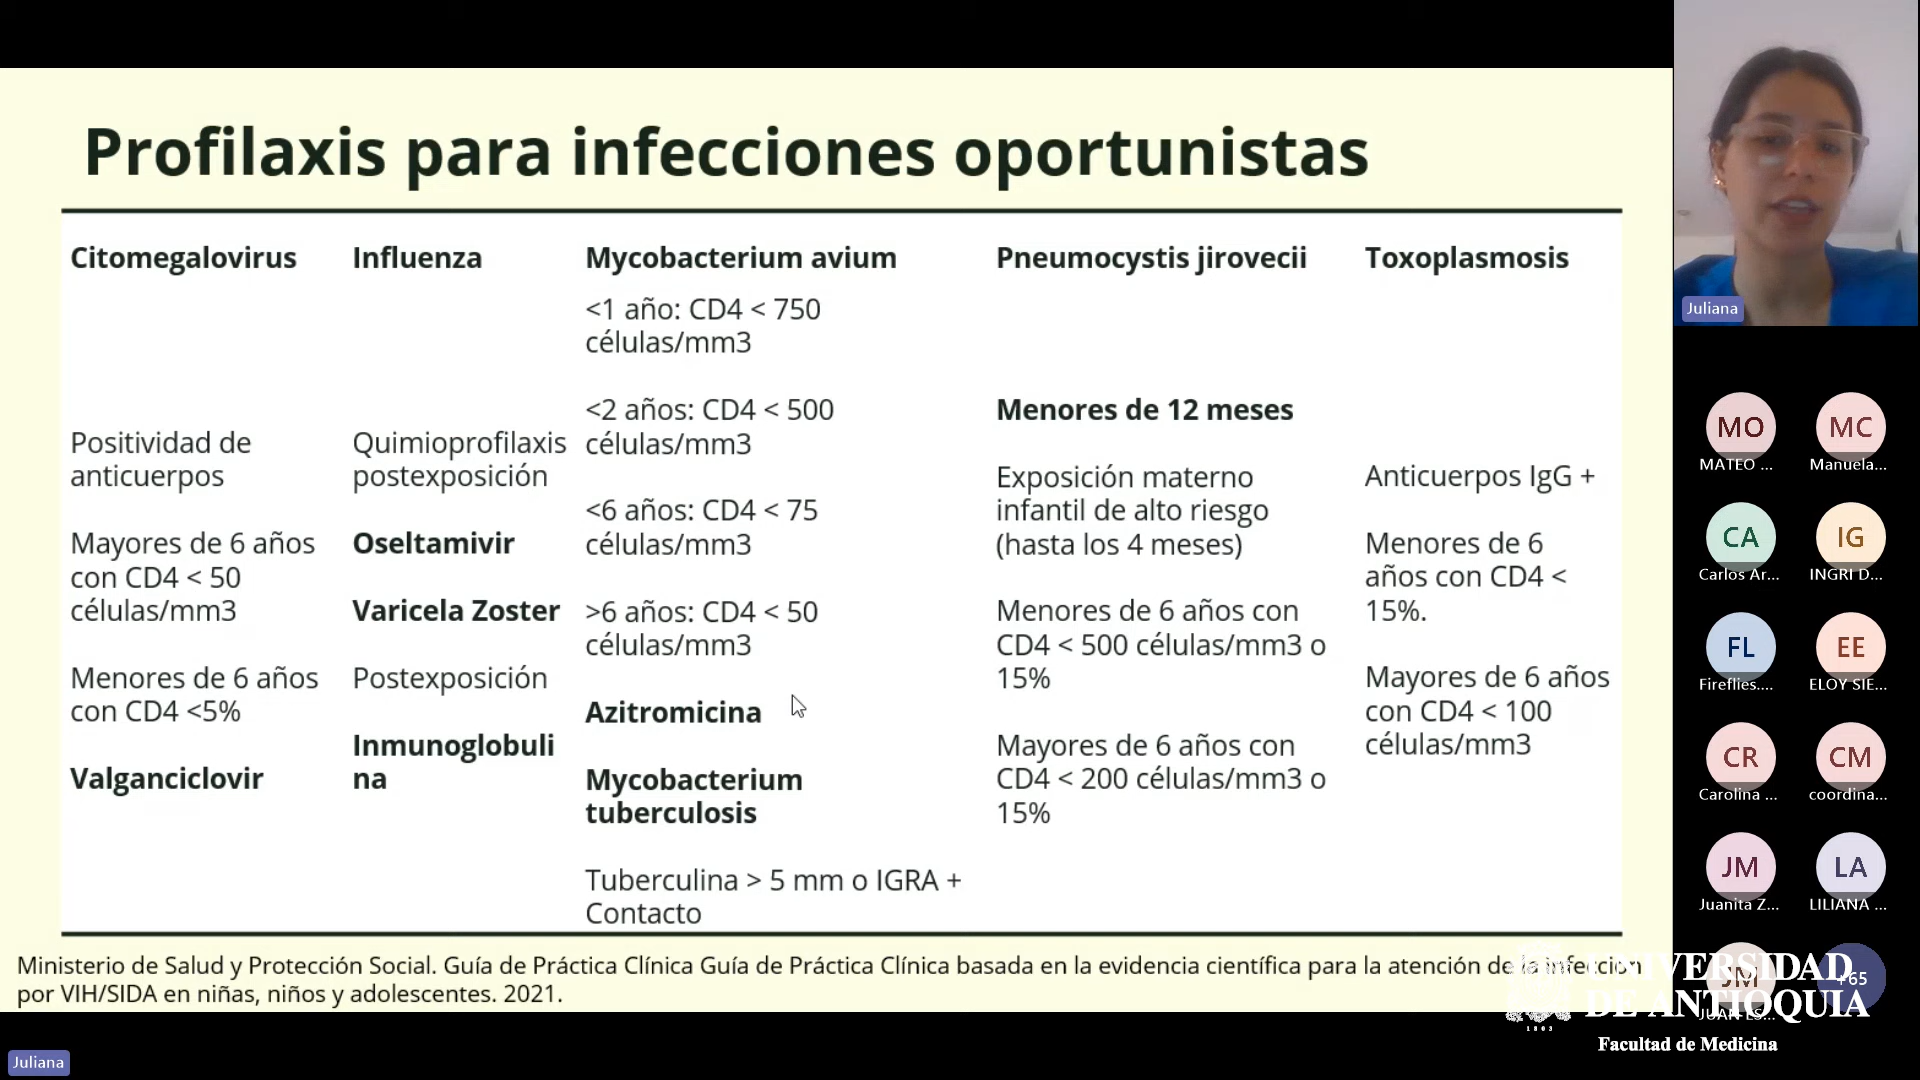 Profilaxis para infecciones oportunistas
Citomegalovirus
Positividad de
anticuerpos
Mayores de 6 años
con CD4 < 50
células/mm3
Menores de 6 años
con CD4 <5%
Valganciclovir
Influenza
Quimioprofilaxis
postexposición
Oseltamivir
Varicela Zoster
Postexposición
Inmunoglobuli
na
Mycobacterium avium
<1 año: CD4 < 750
células/mm3
<2 años: CD4 < 500
células/mm3
<6 años: CD4 < 75
células/mm3
>6 años: CD4 < 50
células/mm3
Azitromicina
Mycobacterium
tuberculosis
Tuberculina > 5 mm o IGRA +
Contacto
Pneumocystis jirovecii
Menores de 12 meses
Exposición materno
infantil de alto riesgo
(hasta los 4 meses)
Menores de 6 años con
CD4 < 500 células/mm3 o
15%
Mayores de 6 años con
CD4 < 200 células/mm3 o
15%
Toxoplasmosis
Anticuerpos IgG +
Menores de 6
años con CD4 <
15%.
Mayores de 6 años
con CD4 < 100
células/mm3
Ministerio de Salud y Protección Social. Guía de Práctica Clínica Guía de Práctica Clínica basada en la evidencia científica para la atención de la infección
por VIH/SIDA en niñas, niños y adolescentes. 2021.
Juliana
MO
MATEO ...
MC
Manuela...
CA
Carlos Ar...
IG
INGRI D...
FL
Fireflies....
EE
ELOY SIE...
CR
Carolina ...
CM
coordina...
JM
Juanita Z...
LA
LILIANA ...
JM
JUAN ES...
+65
UNIVERSIDAD
DE ANTIOQUIA
1803
Facultad de Medicina
Juliana